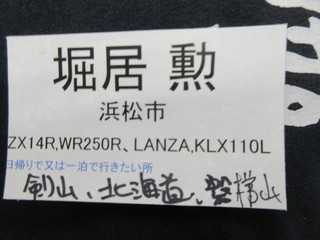 堀居 勲
浜松市
ZX14R,WR250R, LANZA,KLX110L
日帰りで又は一泊で行きたい所
剣山、北海道、磐梯山